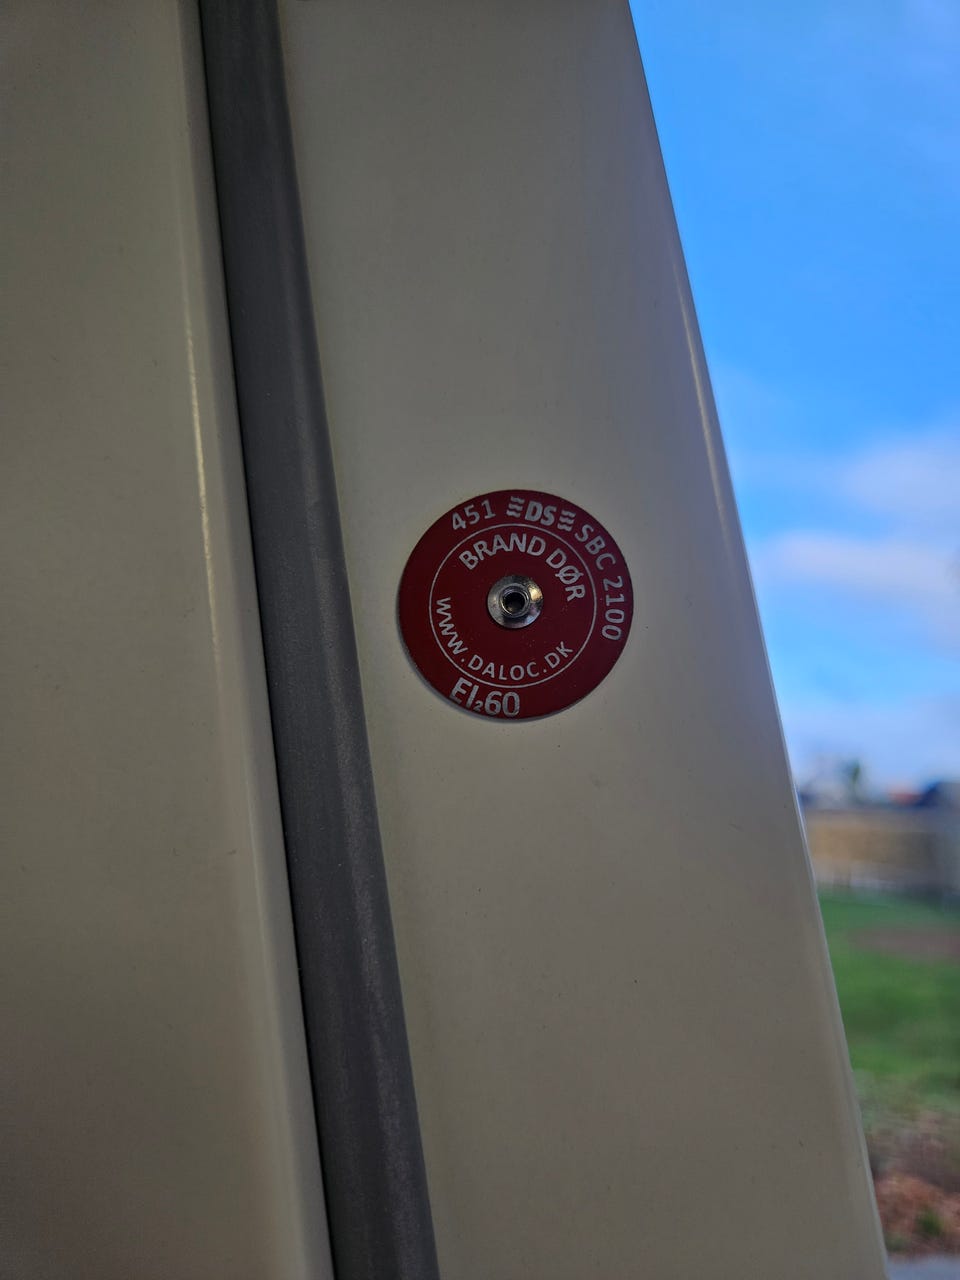 451 DS SBC 2100
BRAND DØR
WWW.DALOC.DK
EI₂60